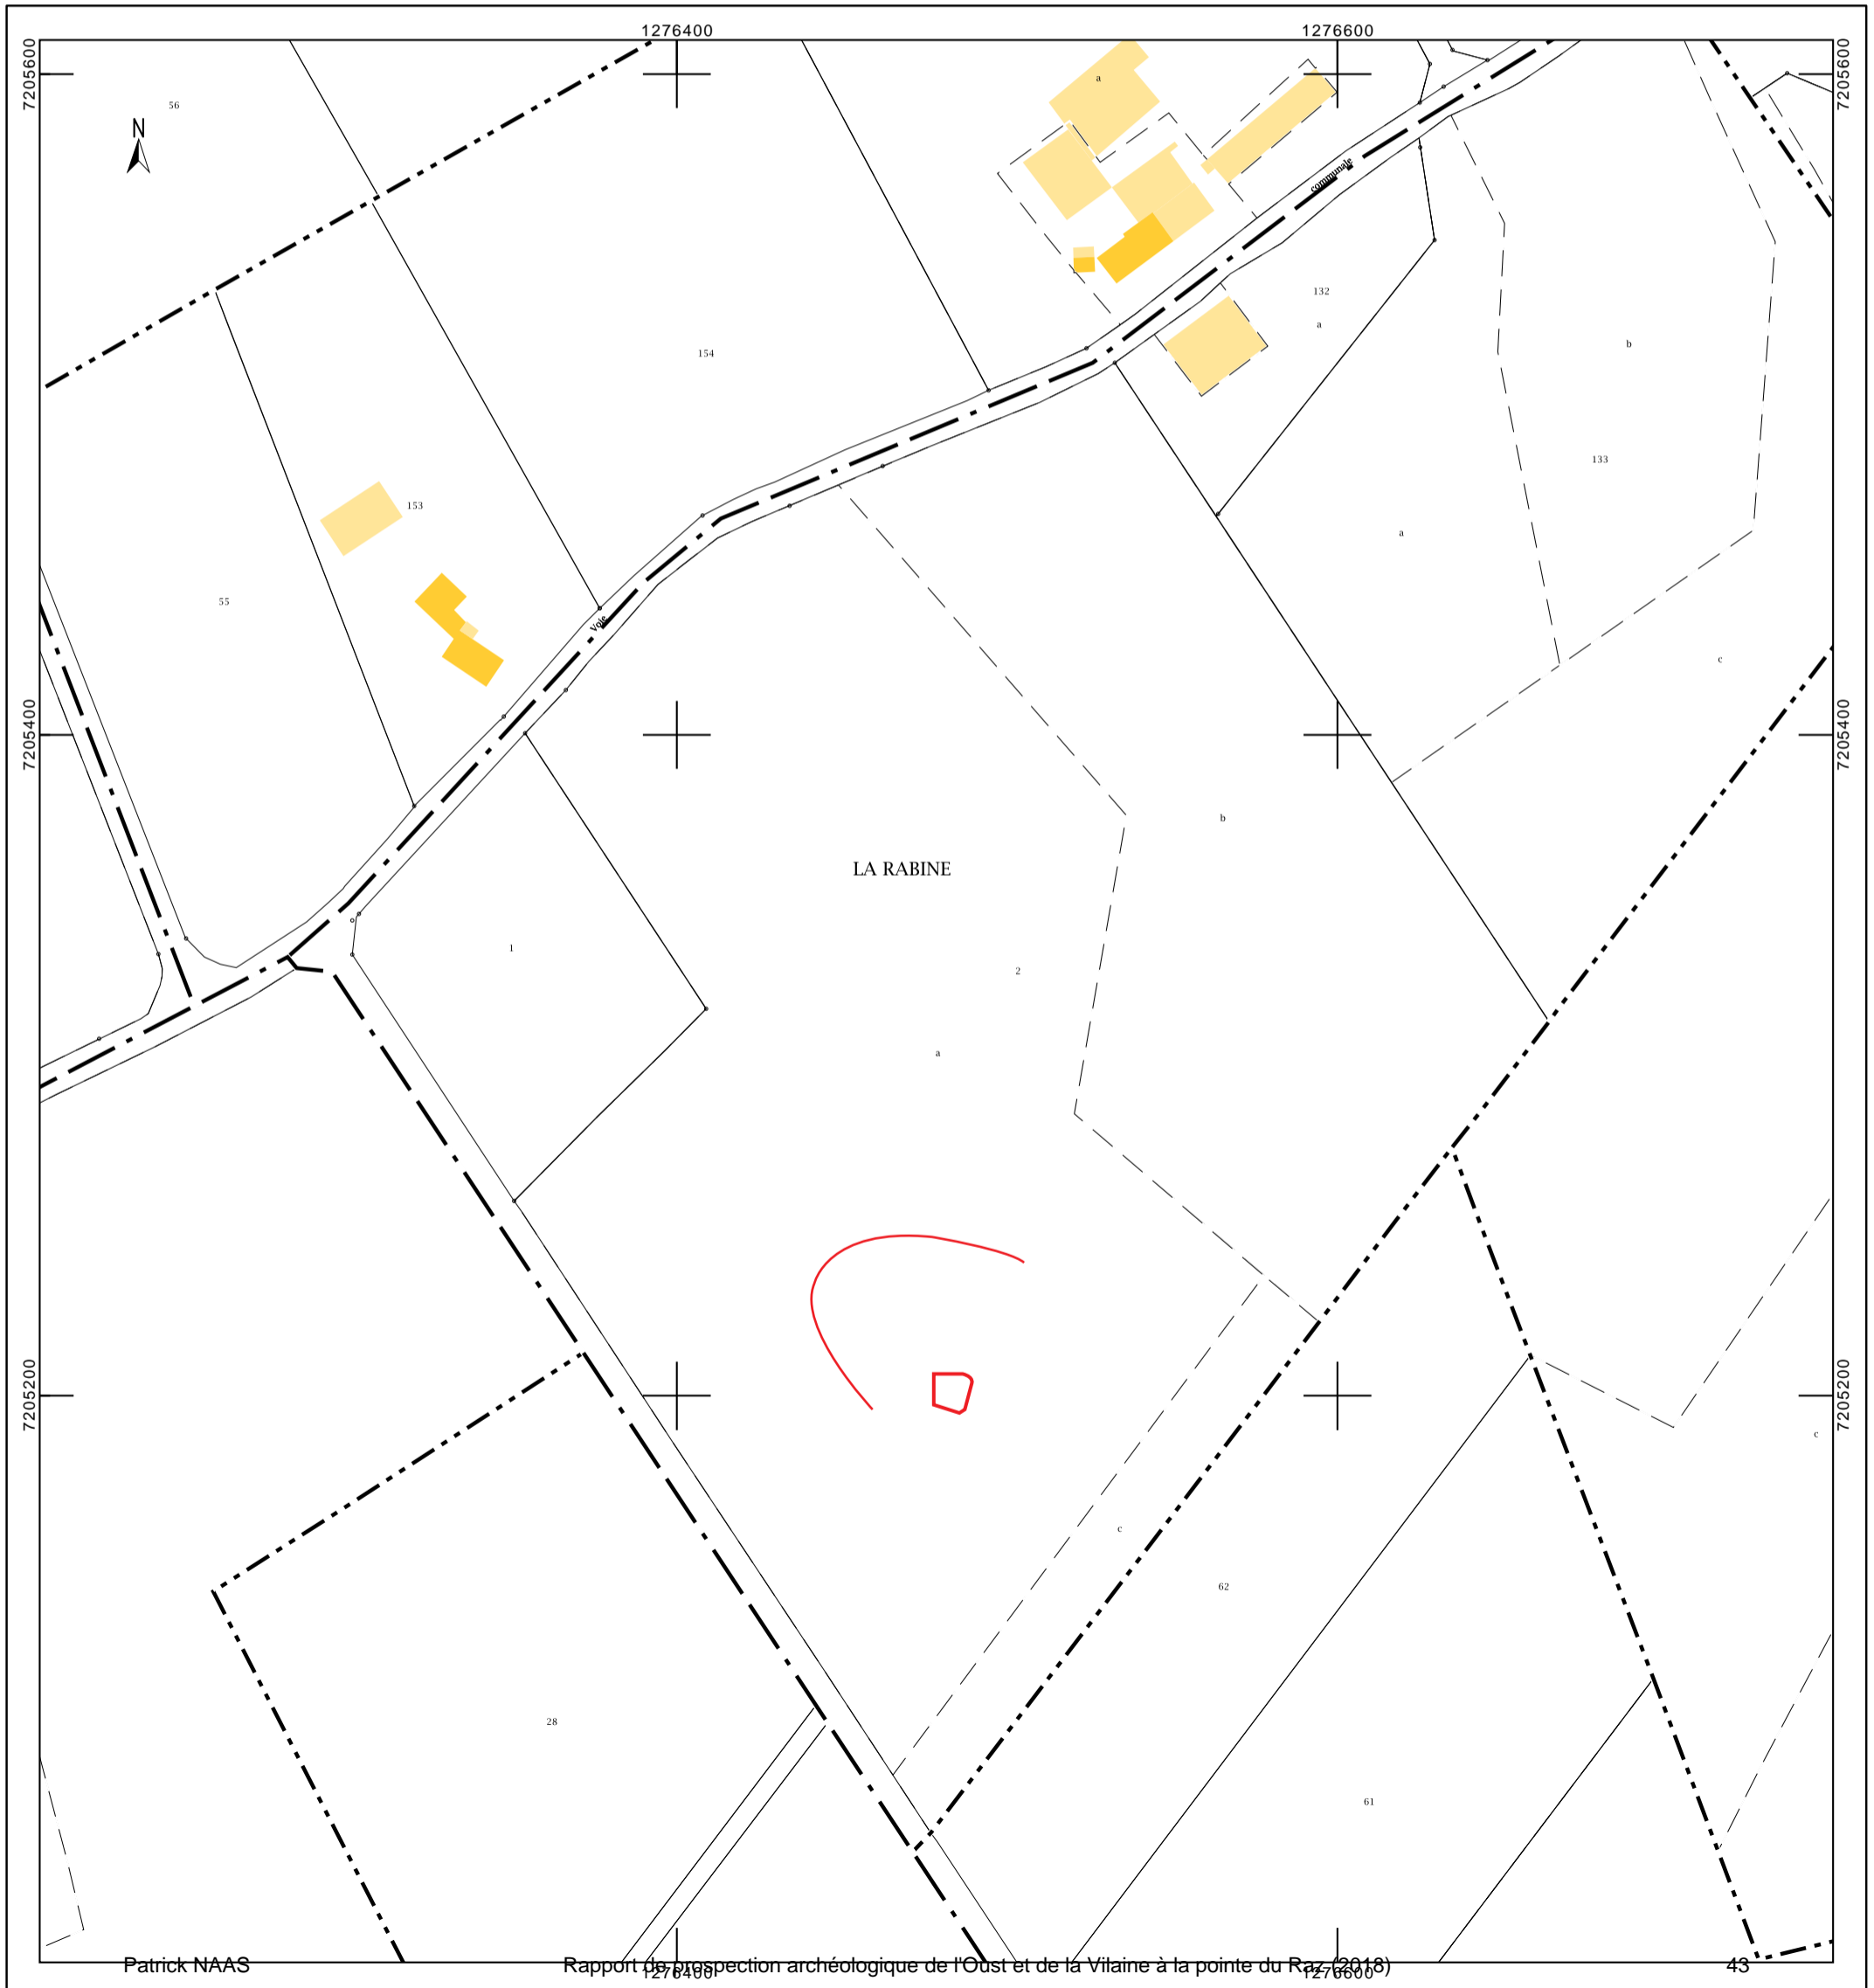 1276400 1276600
7205600 7205600
56
N
a
communale
132
a
b
154
133
153
a
55
Voie
c
7205400 7205400
b
LA RABINE
1
2
a
7205200 7205200
c
c
62
28
61
Patrick NAAS Rapport de prospection archéologique de l'Oust et de la Vilaine à la pointe du Raz (2018) 43
1276400 1276600